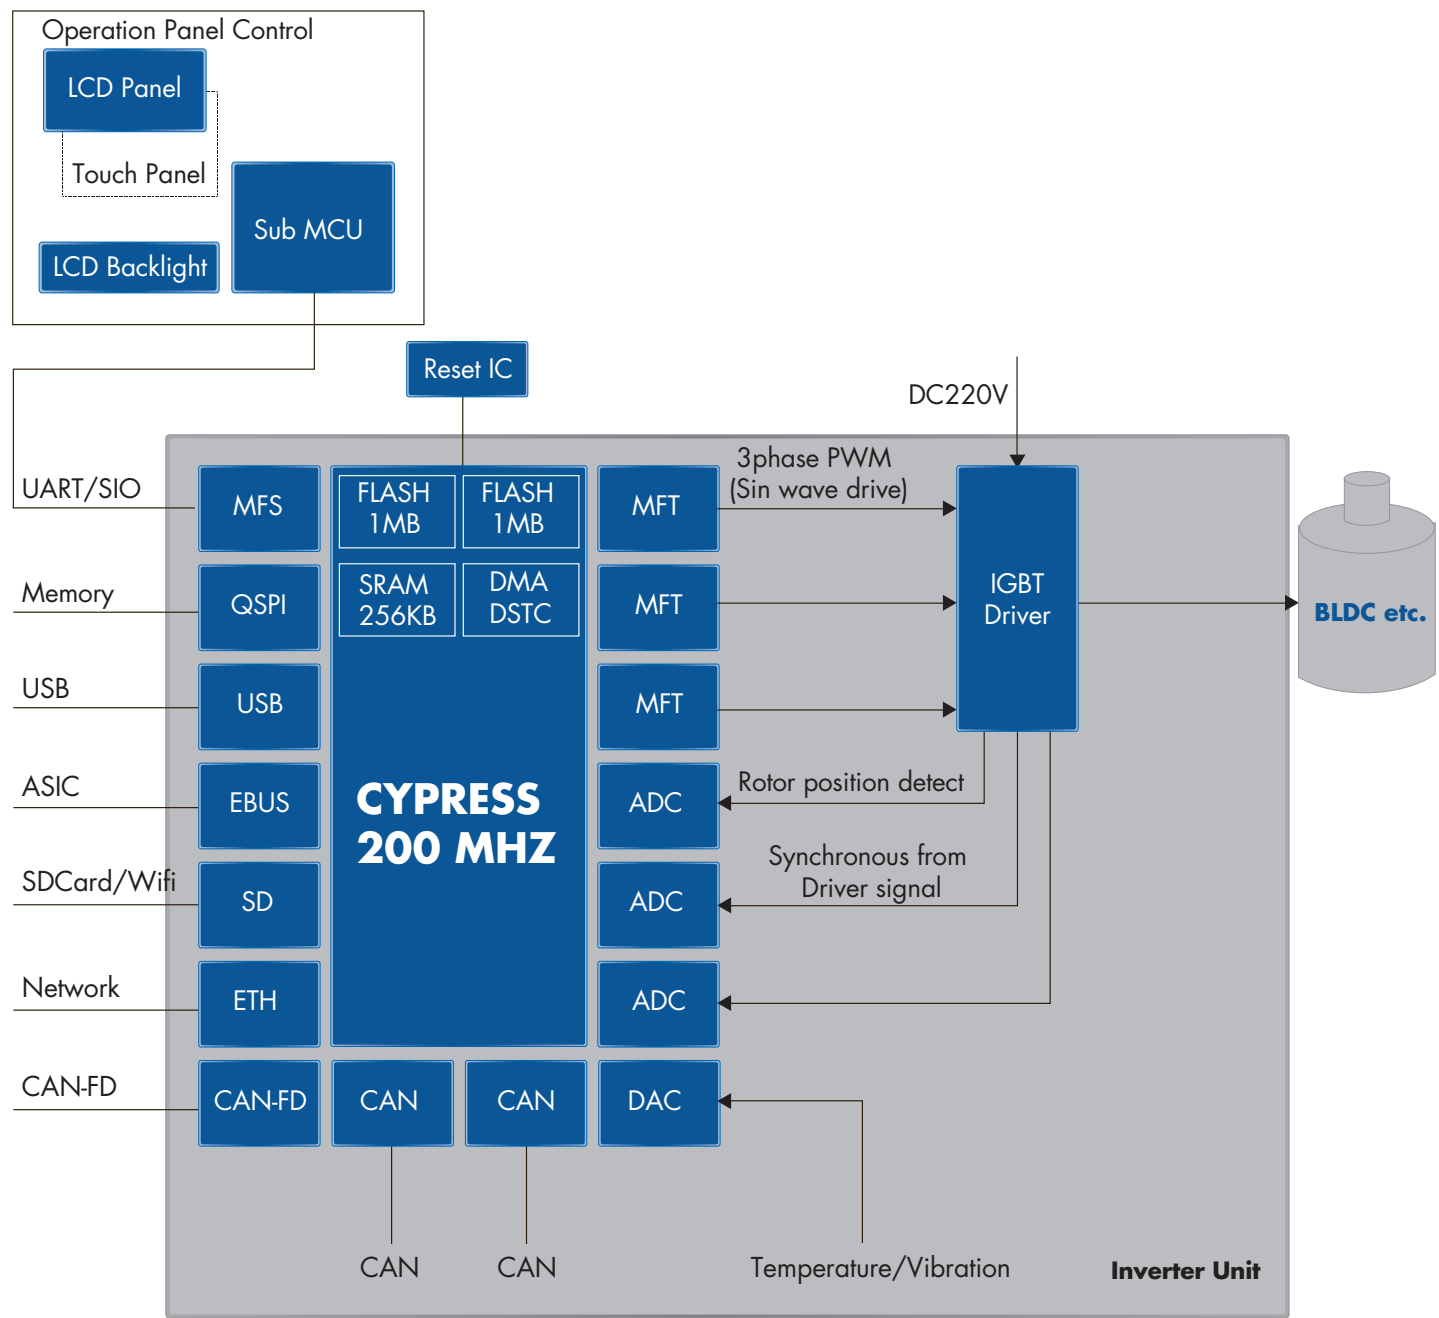 Operation Panel Control
LCD Panel
Touch Panel
Sub MCU
LCD Backlight
Reset IC
DC220V
UART/SIO
MFS
FLASH
1MB
FLASH
1MB
MFT
3phase PWM
(Sin wave drive)
Memory
QSPI
SRAM
256KB
DMA
DSTC
MFT
IGBT
Driver
BLDC etc.
USB
USB
MFT
ASIC
EBUS
CYPRESS
200 MHZ
ADC
Rotor position detect
SDCard/Wifi
SD
ADC
Synchronous from
Driver signal
Network
ETH
ADC
CAN-FD
CAN-FD
CAN
CAN
DAC
CAN
CAN
Temperature/Vibration
Inverter Unit